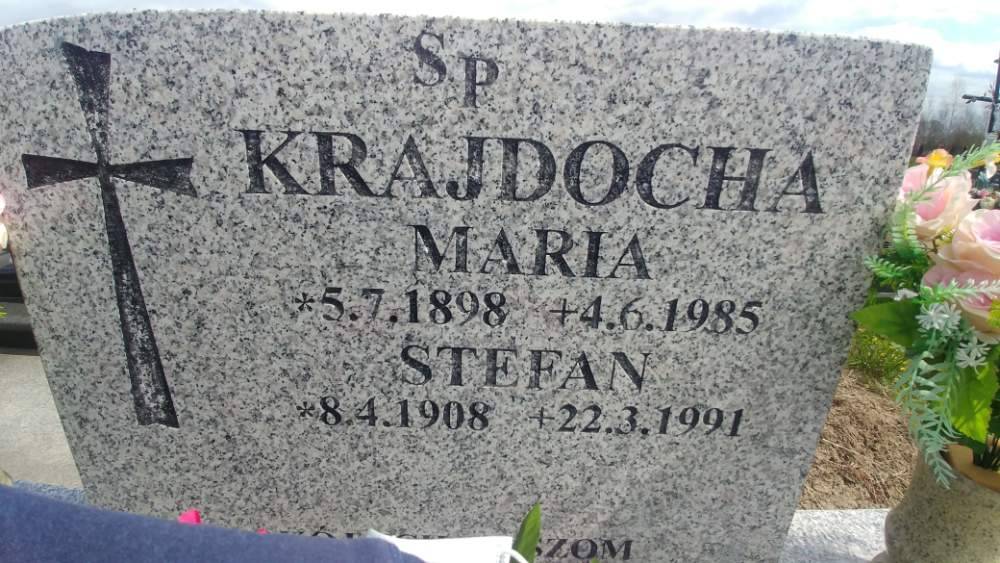 SP
KRAJDOCHA
MARIA
*5.7.1898 +4.6.1985
STEFAN
*8.4.1908 +22.3.1991